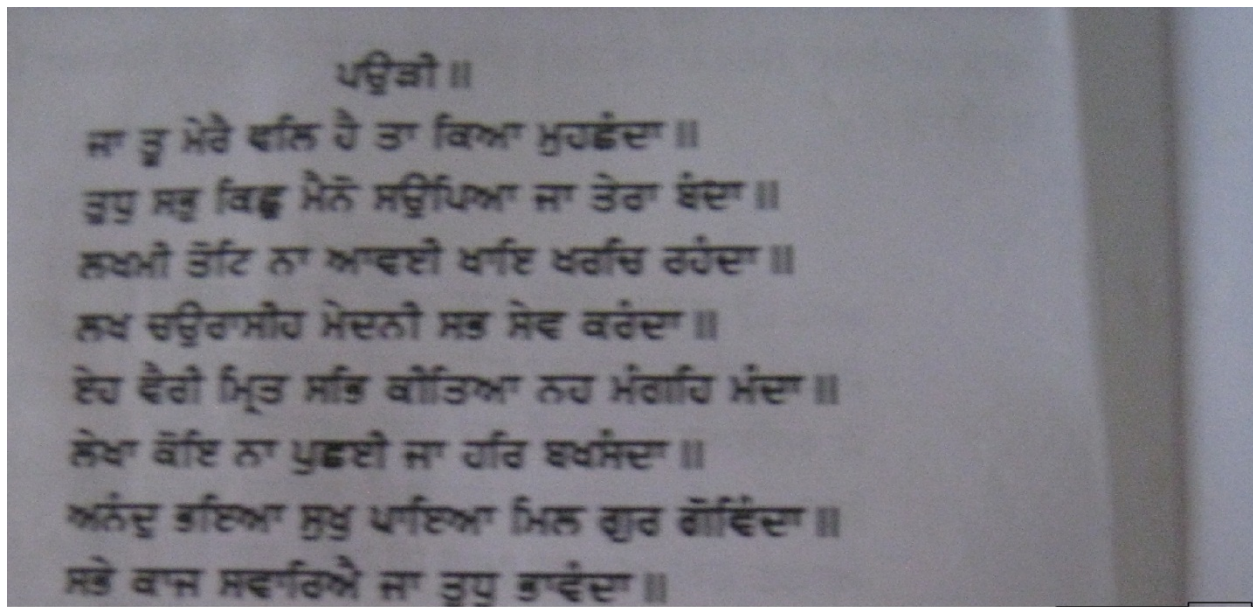 ਪਉੜੀ ॥
ਜਾ ਤੂ ਮੇਰੈ ਵਲਿ ਹੈ ਤਾ ਕਿਆ ਮੁਹਛੰਦਾ ॥
ਤੁਧੁ ਸਭੁ ਕਿਛੁ ਮੈਨੋ ਸਉਪਿਆ ਜਾ ਤੇਰਾ ਬੰਦਾ ॥
ਲਖਮੀ ਤੋਟਿ ਨਾ ਆਵਈ ਖਾਇ ਖਰਚਿ ਰਹੰਦਾ ॥
ਲਖ ਚਉਰਾਸੀਹ ਮੇਦਨੀ ਸਭ ਸੇਵ ਕਰੰਦਾ ॥
ਏਹ ਵੈਰੀ ਮ੍ਰਿਤ ਸਭਿ ਕੀਤਿਆ ਨਹ ਮੰਗਹਿ ਮੰਦਾ ॥
ਲੇਖਾ ਕੋਇ ਨਾ ਪੁਛਈ ਜਾ ਹਰਿ ਬਖਸੰਦਾ ॥
ਅਨੰਦੁ ਭਇਆ ਸੁਖੁ ਪਾਇਆ ਮਿਲ ਗੁਰ ਗੋਵਿੰਦਾ ॥
ਸਭੇ ਕਾਜ ਸਵਾਰਿਐ ਜਾ ਤੁਧੁ ਭਾਵੰਦਾ ॥